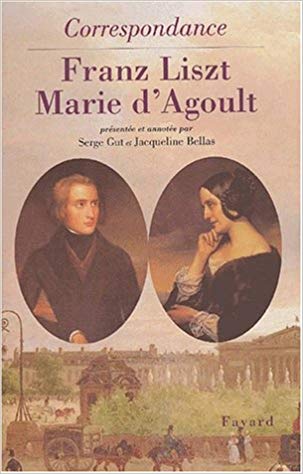 Correspondance
Franz Liszt
Marie d'Agoult
présentée et annotée par
Serge Gut et Jacqueline Bellas
Fayard